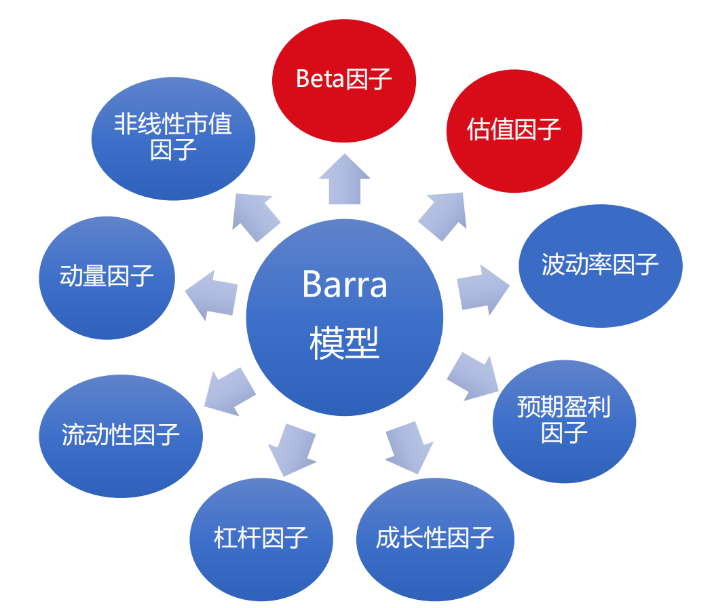 Beta因子
非线性市值
因子
估值因子
动量因子
波动率因子
Barra
模型
流动性因子
预期盈利
因子
杠杆因子
成长性因子